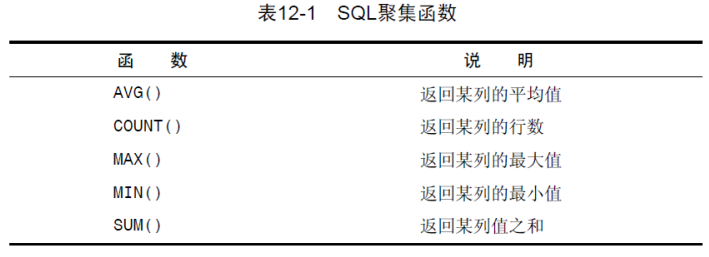 表12-1 SQL聚集函数
函 数 说 明
AVG() 返回某列的平均值
COUNT() 返回某列的行数
MAX() 返回某列的最大值
MIN() 返回某列的最小值
SUM() 返回某列值之和